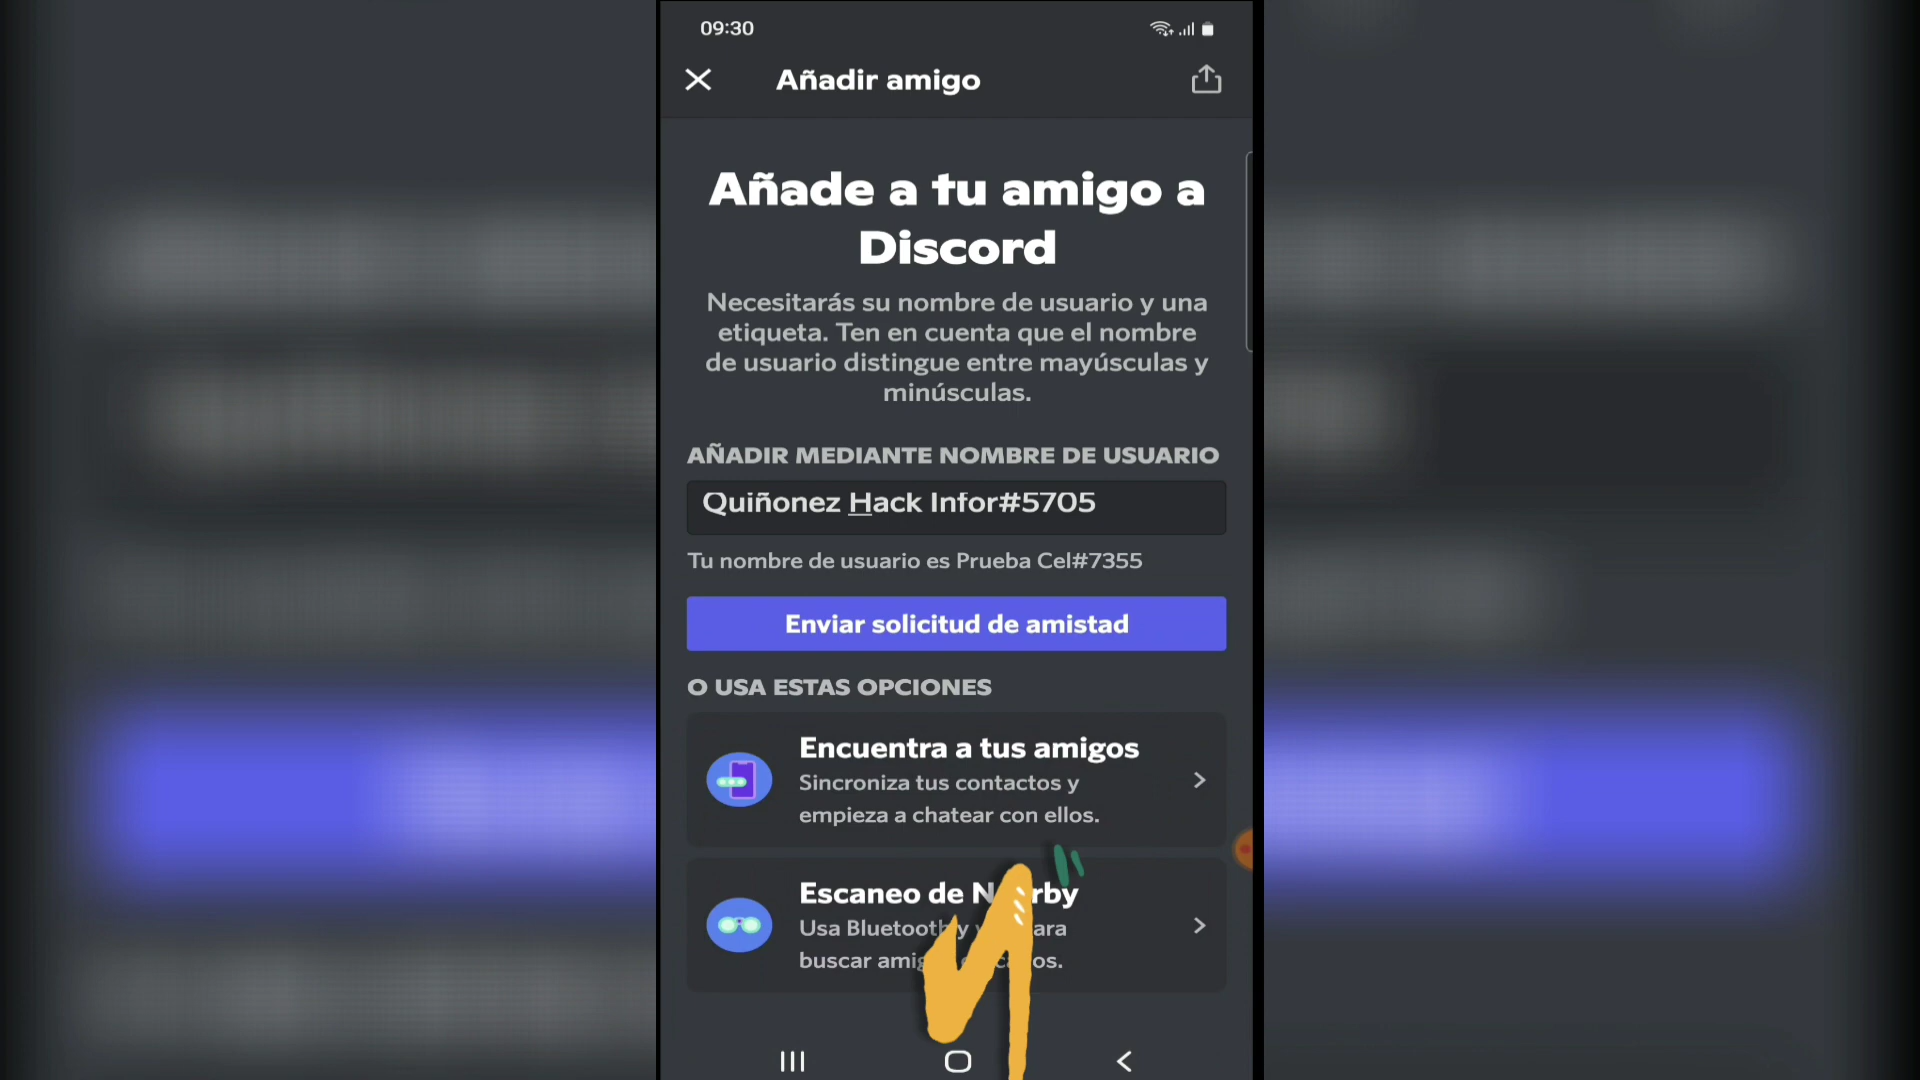 09:30
Añadir amigo
Añade a tu amigo a
Discord
Necesitarás su nombre de usuario y una
etiqueta. Ten en cuenta que el nombre
de usuario distingue entre mayúsculas y
minúsculas.
AÑADIR MEDIANTE NOMBRE DE USUARIO
Quiñonez Hack Infor#5705
Tu nombre de usuario es Prueba Cel#7355
Enviar solicitud de amistad
O USA ESTAS OPCIONES
Encuentra a tus amigos
Sincroniza tus contactos y
empieza a chatear con ellos.
Escaneo de Nearby
Usa Bluetooth y
buscar